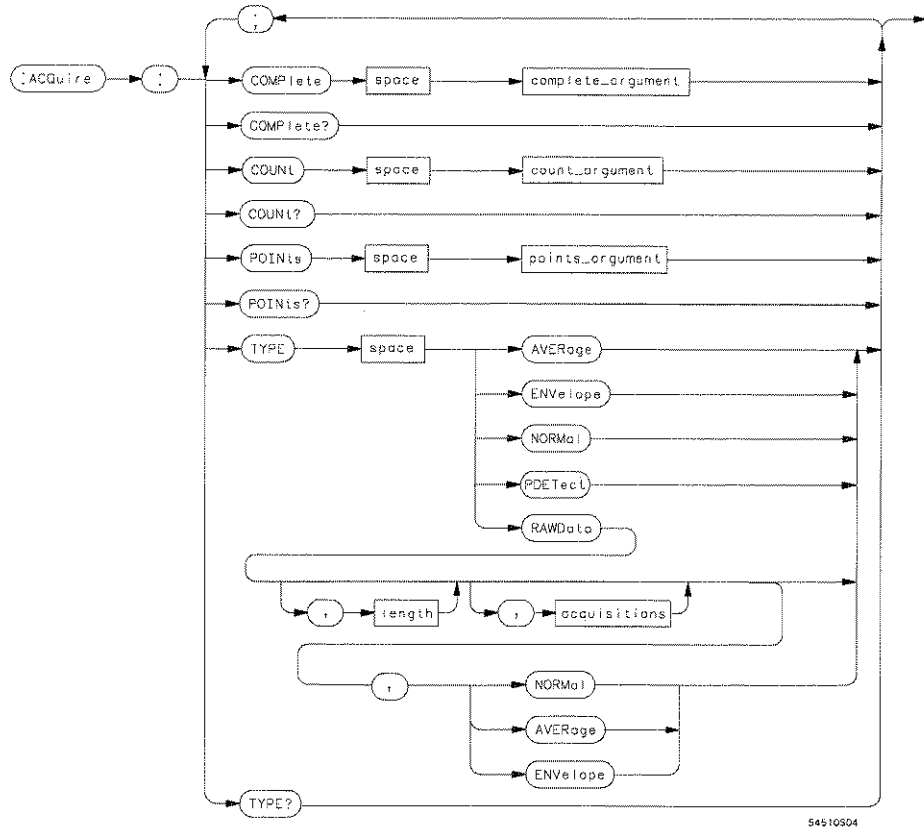 ;
:ACQuire : COMPlete space complete_argument
COMPlete?
COUNt space count_argument
COUNt?
POINts space points_argument
POINts?
TYPE space AVERage
ENVelope
NORMal
PDETect
RAWData
, length , acquisitions
, NORMal
AVERage
ENVelope
TYPE?
54510S04